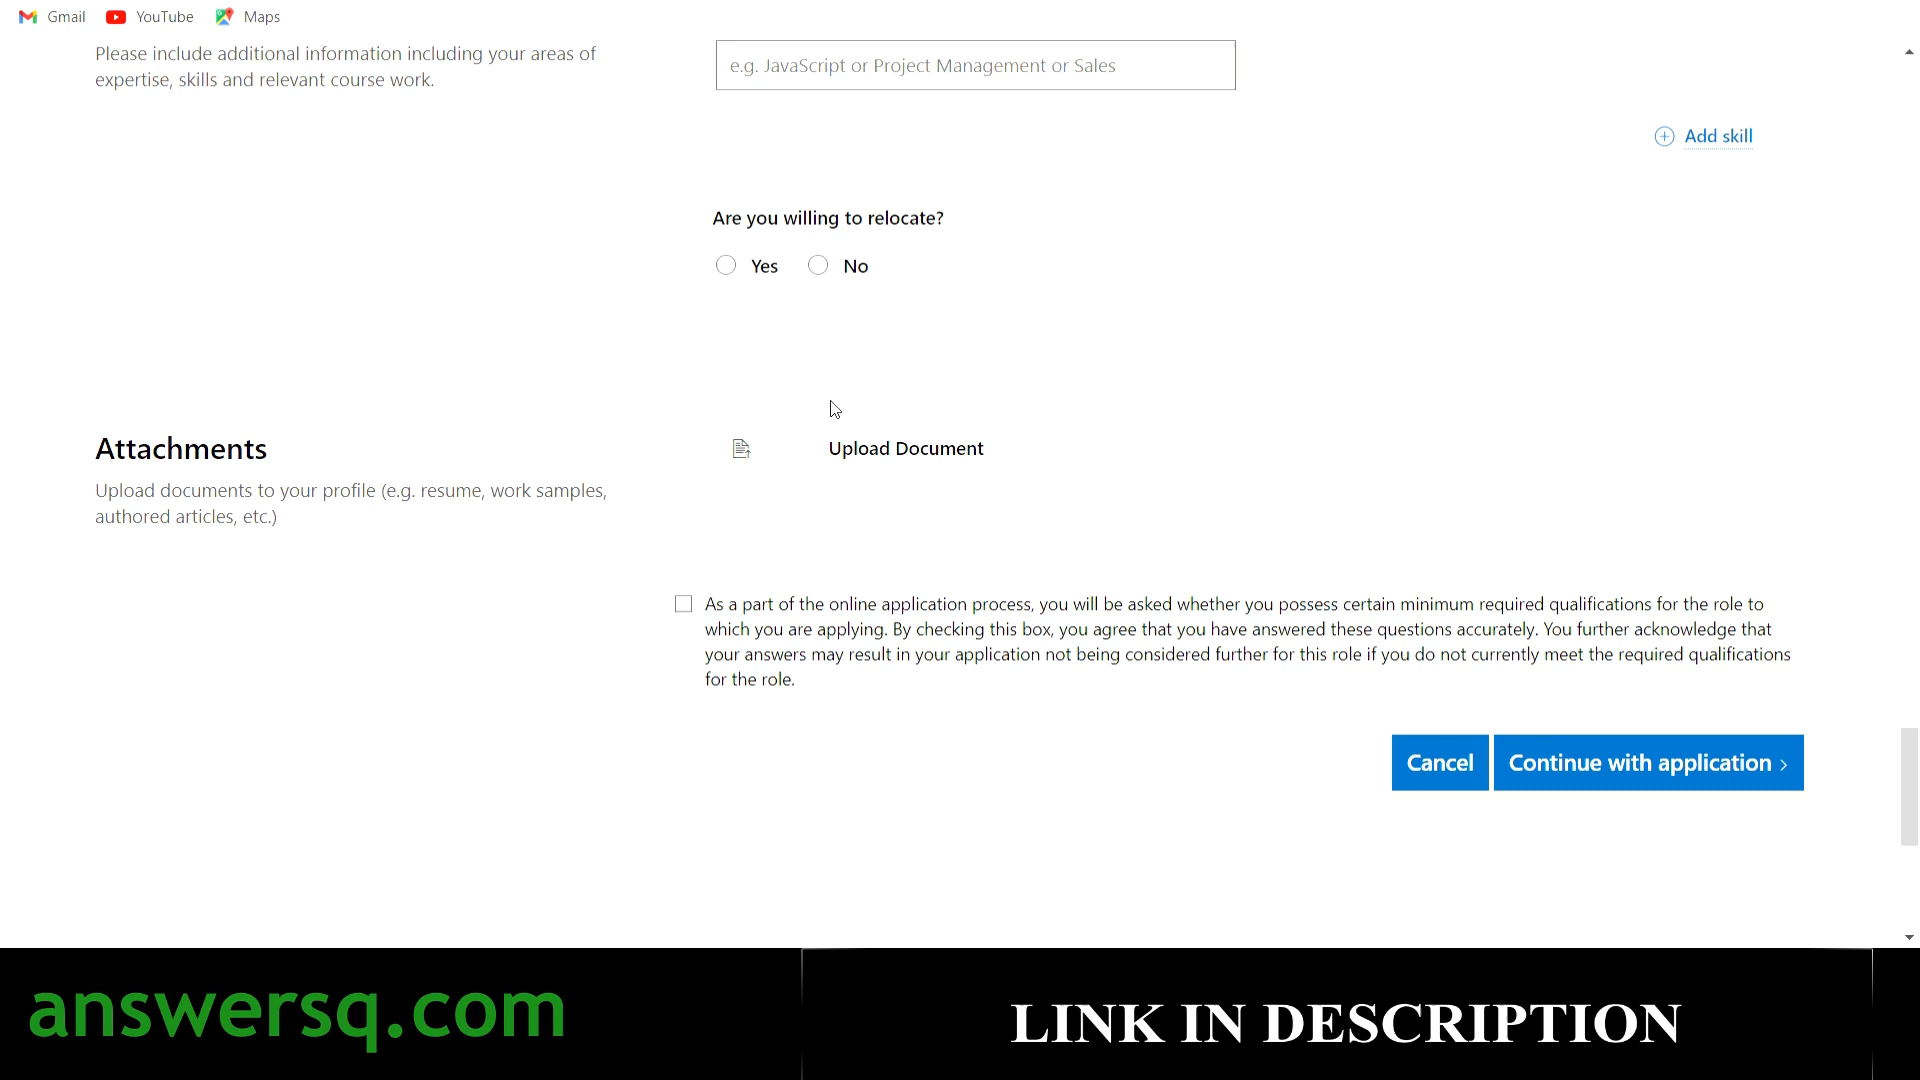 Gmail YouTube Maps
Please include additional information including your areas of
expertise, skills and relevant course work.
e.g. JavaScript or Project Management or Sales
Add skill
Are you willing to relocate?
Yes No
Attachments
Upload Document
Upload documents to your profile (e.g. resume, work samples,
authored articles, etc.)
As a part of the online application process, you will be asked whether you possess certain minimum required qualifications for the role to
which you are applying. By checking this box, you agree that you have answered these questions accurately. You further acknowledge that
your answers may result in your application not being considered further for this role if you do not currently meet the required qualifications
for the role.
Cancel Continue with application >
answersq.com
LINK IN DESCRIPTION